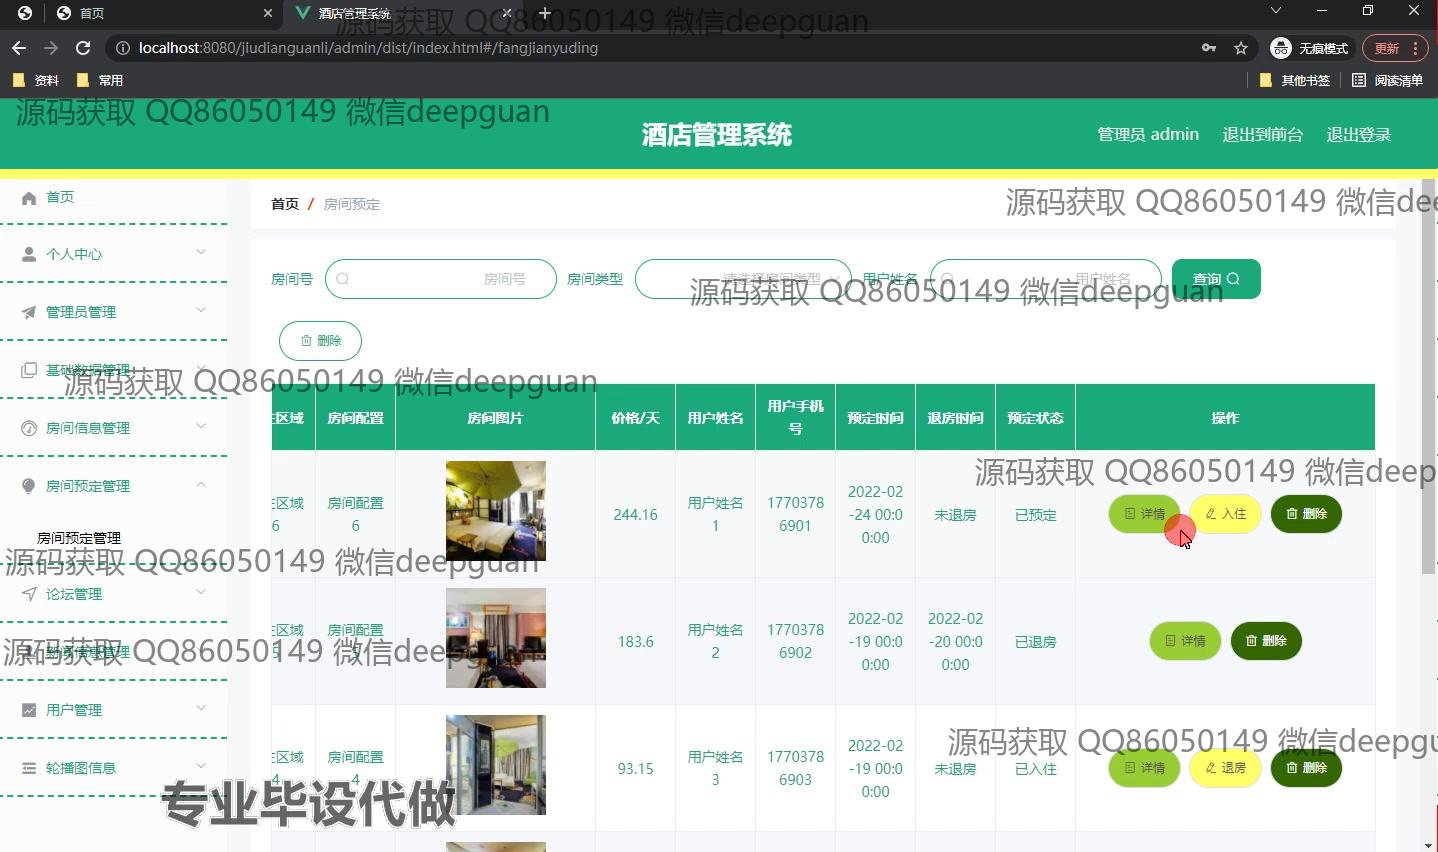 首页
酒店管理系统
localhost:8080/jiudianguanli/admin/dist/index.html#/fangjianyuding
无痕模式
更新
资料
常用
其他书签
阅读清单
源码获取 QQ86050149 微信deepguan
源码获取 QQ86050149 微信deepguan
酒店管理系统
管理员 admin
退出到前台
退出登录
首页
个人中心
管理员管理
基础数据管理
房间信息管理
房间预定管理
房间预定管理
论坛管理
用户管理
轮播图信息
首页 / 房间预定
源码获取 QQ86050149 微信dee
房间号
房间号
房间类型
请选择房间类型
用户姓名
用户姓名
查询
源码获取 QQ86050149 微信deepguan
删除
源码获取 QQ86050149 微信deepguan
区域
房间配置
房间图片
价格/天
用户姓名
用户手机
号
预定时间
退房时间
预定状态
操作
源码获取 QQ86050149 微信deep
区域
6
房间配置
6
244.16
用户姓名
1
1770378
6901
2022-02
-24 00:0
0:00
未退房
已预定
详情
入住
删除
源码获取 QQ86050149 微信deepguan
区域
房间配置
183.6
用户姓名
2
1770378
6902
2022-02
-19 00:0
0:00
2022-02
-20 00:0
0:00
已退房
详情
删除
源码获取 QQ86050149 微信deepguan
区域
4
房间配置
4
93.15
用户姓名
3
1770378
6903
2022-02
-19 00:0
0:00
未退房
已入住
详情
退房
删除
源码获取 QQ86050149 微信deepgu
专业毕设代做